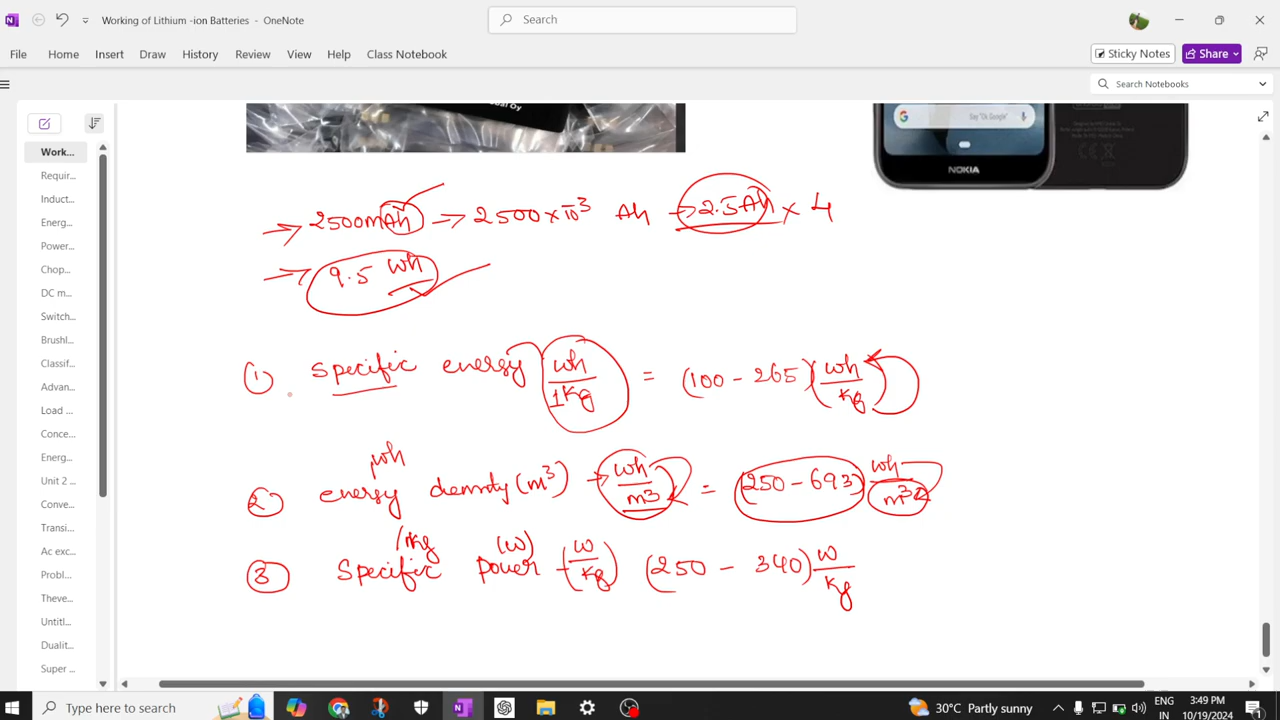 Working of Lithium -ion Batteries - OneNote
Search
File Home Insert Draw History Review View Help Class Notebook
Sticky Notes
Share
Search Notebooks
Work...
Requir...
Induct...
Energ...
Power...
Chop...
DC m...
Switch...
Brushl...
Classif...
Advan...
Load ...
Conce...
Energ...
Unit 2 ...
Conve...
Transi...
Ac exc...
Probl...
Theve...
Untitl...
Dualit...
Super ...
Say "Ok Google"
NOKIA
→ 2500mAh → 2500×10⁻³ Ah → 2.5Ah × 4
→ 9.5 Wh
① Specific energy Wh/1Kg = (100 - 265) Wh/Kg
Wh
② energy density (m³) → Wh/m³ = (250 - 693) Wh/m³
/1Kg (W)
③ Specific power - (W/Kg) (250 - 340) W/Kg
Type here to search
30°C Partly sunny
ENG
IN
3:49 PM
10/19/2024
1